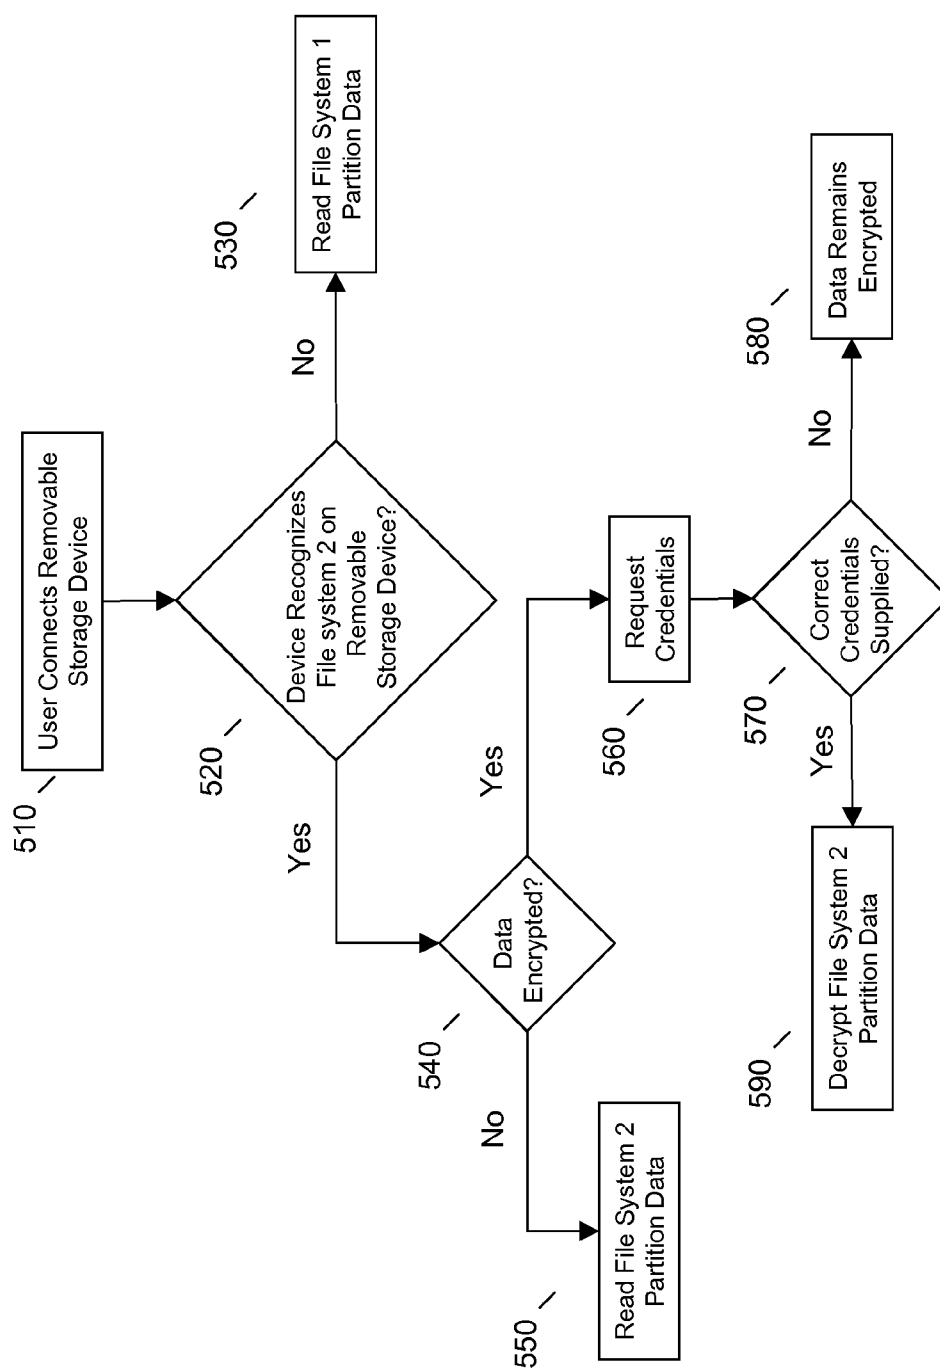 510
User Connects Removable
Storage Device
520
Device Recognizes
File system 2 on
Removable
Storage Device?
Yes
No
530
Read File System 1
Partition Data
540
Data
Encrypted?
No
Yes
550
Read File System 2
Partition Data
560
Request
Credentials
570
Correct
Credentials
Supplied?
Yes
No
580
Data Remains
Encrypted
590
Decrypt File System 2
Partition Data